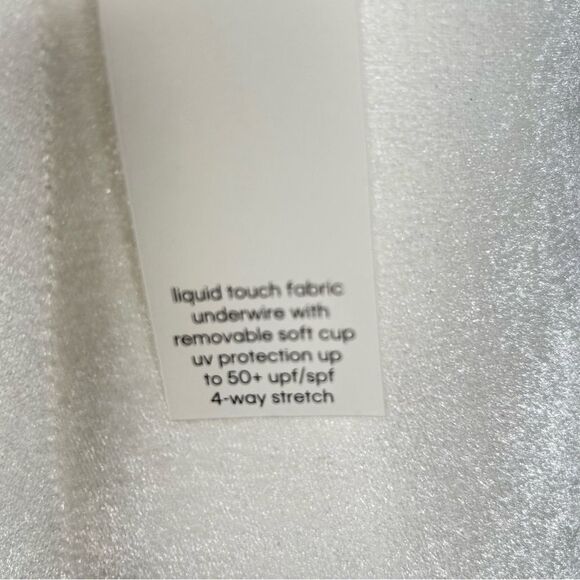 liquid touch fabric
underwire with
removable soft cup
uv protection up
to 50+ upf/spf
4-way stretch